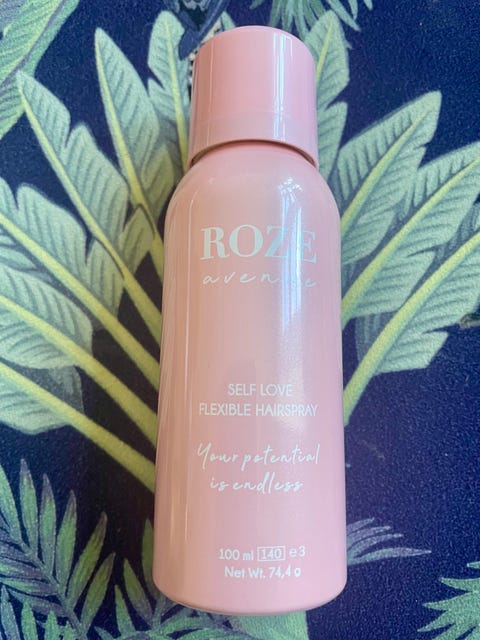 ROZE
avenue
SELF LOVE
FLEXIBLE HAIRSPRAY
Your potential
is endless
100 ml 140 e 3
Net Wt. 74,4 g